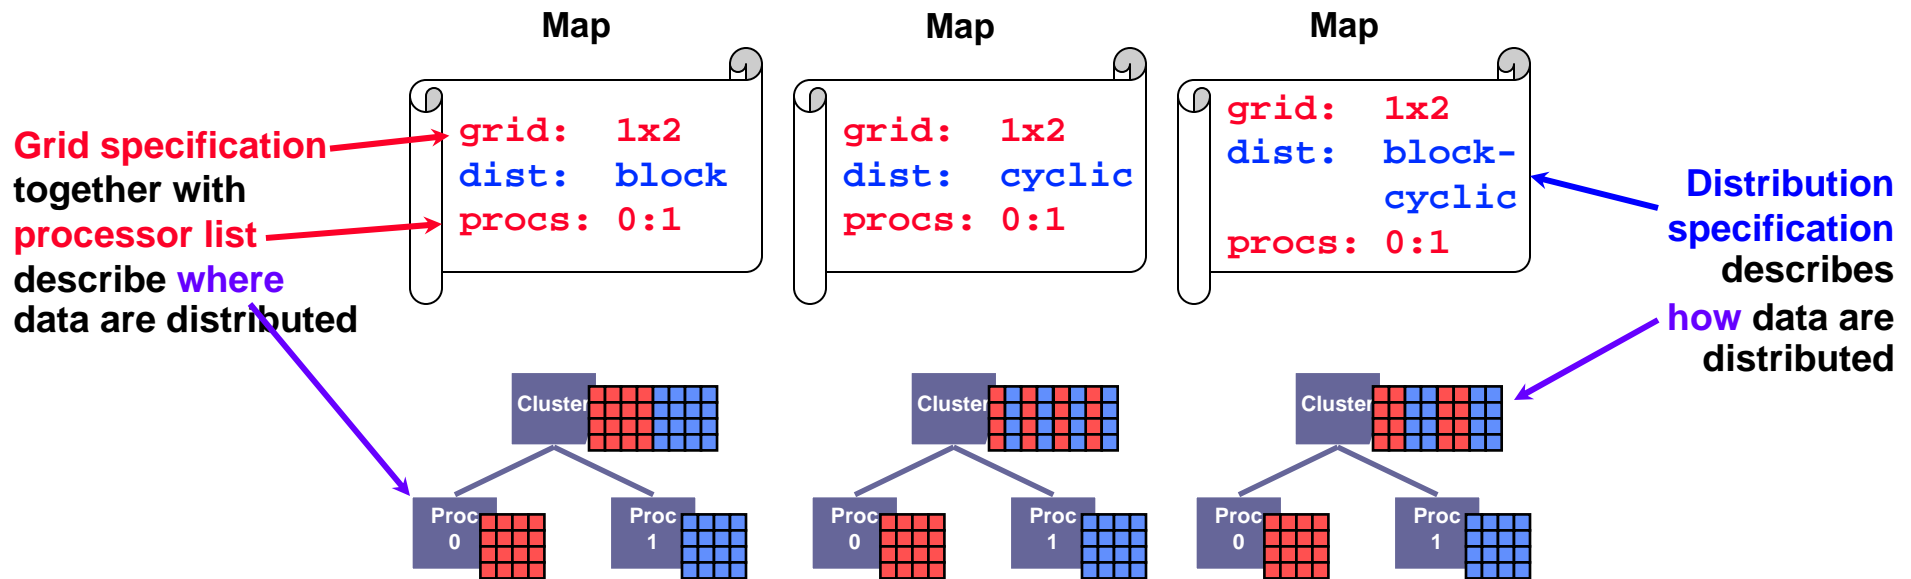 Map
Map
Map
Grid specification
together with
processor list
describe where
data are distributed
grid: 1x2
dist: block
procs: 0:1
grid: 1x2
dist: cyclic
procs: 0:1
grid: 1x2
dist: block-
cyclic
procs: 0:1
Distribution
specification
describes
how data are
distributed
Cluster
Proc
0
Proc
1
Cluster
Proc
0
Proc
1
Cluster
Proc
0
Proc
1